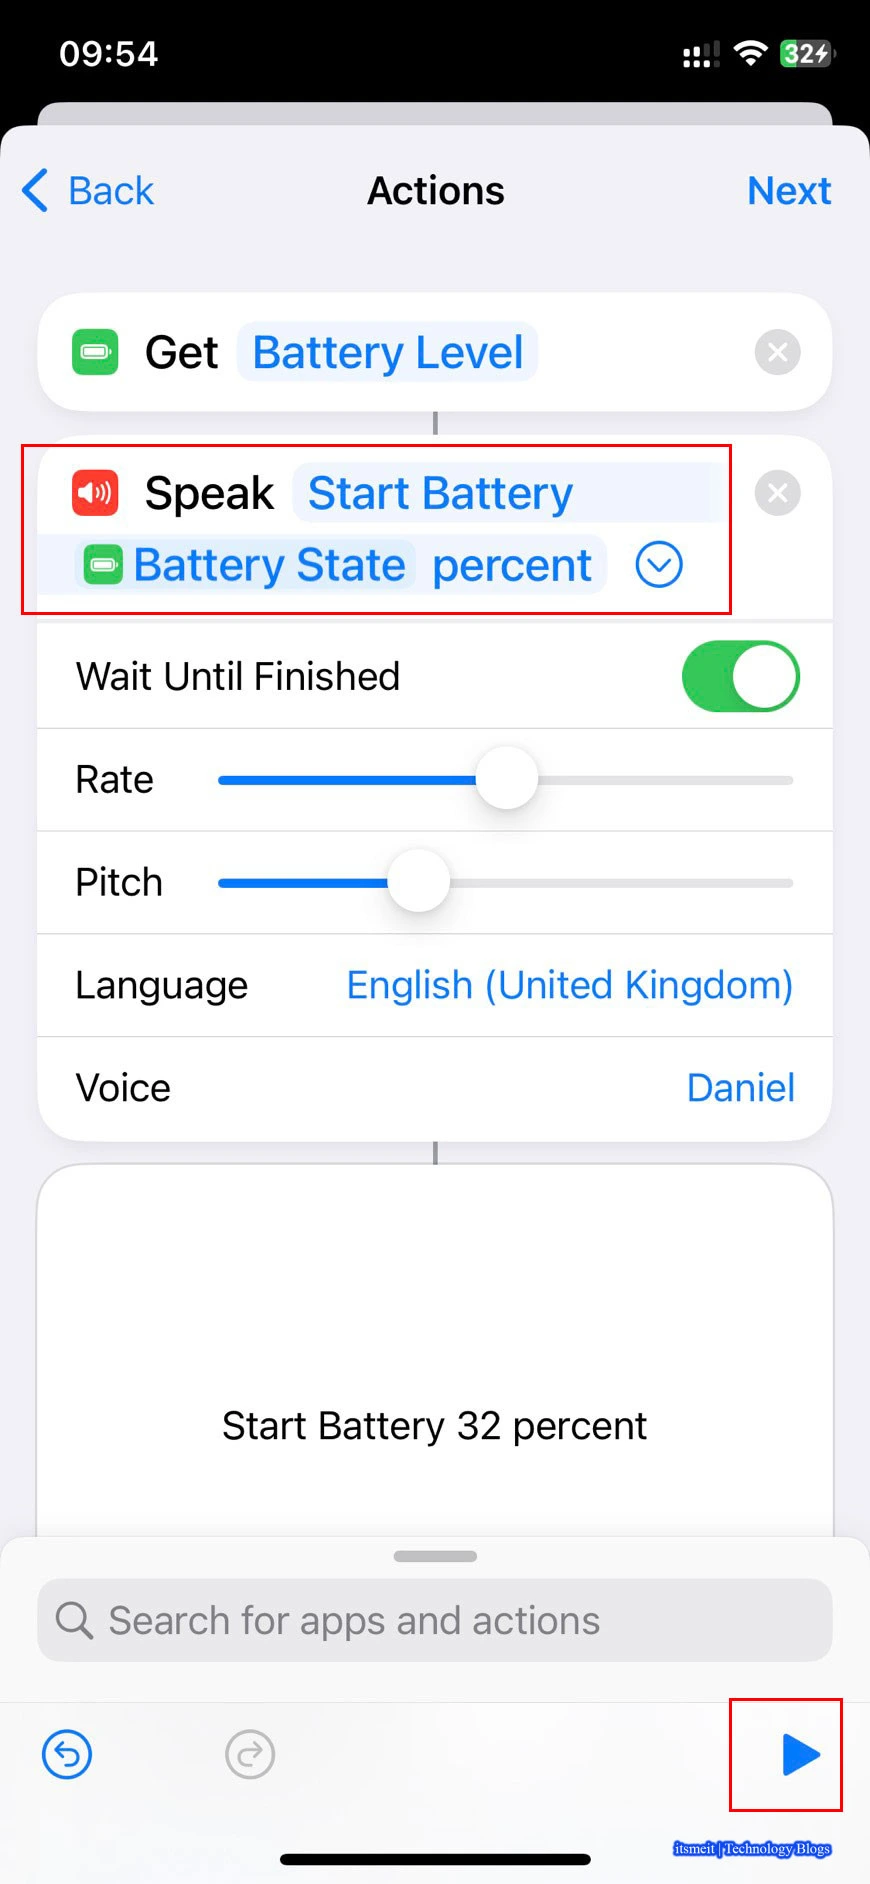 09:54
32
Back Actions Next
Get Battery Level
Speak Start Battery
Battery State percent
Wait Until Finished
Rate
Pitch
Language English (United Kingdom)
Voice Daniel
Start Battery 32 percent
Search for apps and actions
itsmeit | Technology Blogs